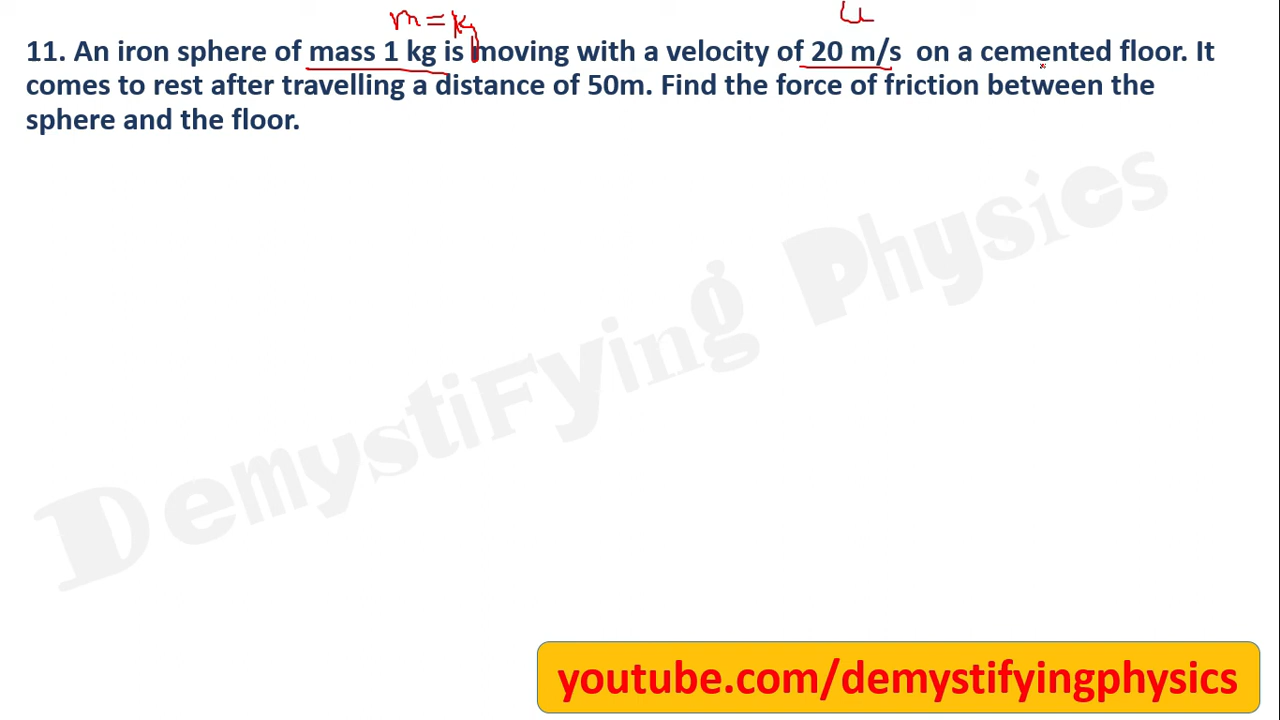 m = kg
u
11. An iron sphere of mass 1 kg is moving with a velocity of 20 m/s on a cemented floor. It
comes to rest after travelling a distance of 50m. Find the force of friction between the
sphere and the floor.
Demystifying Physics
youtube.com/demystifyingphysics